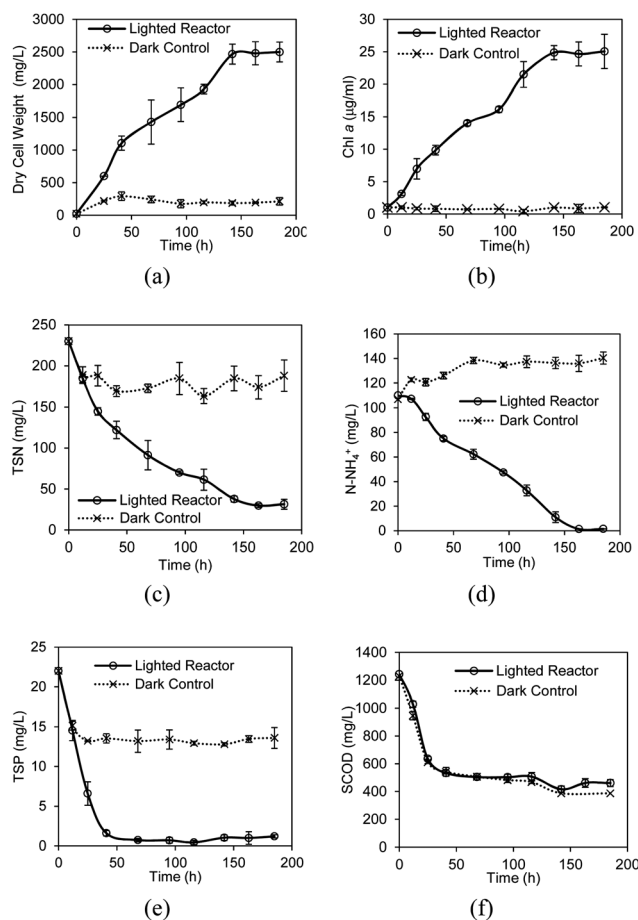 3000
2500
2000
1500
1000
500
0
Dry Cell Weight
(mg/L)
Lighted Reactor
Dark Control
0 50 100 150 200
Time (h)
(a)
30
25
20
15
10
5
0
Chl a (μg/ml)
Lighted Reactor
Dark Control
0 50 100 150 200
Time(h)
(b)
250
200
150
100
50
0
TSN
(mg/L)
Lighted Reactor
Dark Control
0 50 100 150 200
Time (h)
(c)
160
140
120
100
80
60
40
20
0
N-NH₄⁺
(mg/L)
Lighted Reactor
Dark Control
0 50 100 150 200
Time (h)
(d)
25
20
15
10
5
0
TSP (mg/L)
Lighted Reactor
Dark Control
0 50 100 150 200
Time (h)
(e)
1400
1200
1000
800
600
400
200
0
SCOD
(mg/L)
Lighted Reactor
Dark Control
0 50 100 150 200
Time (h)
(f)